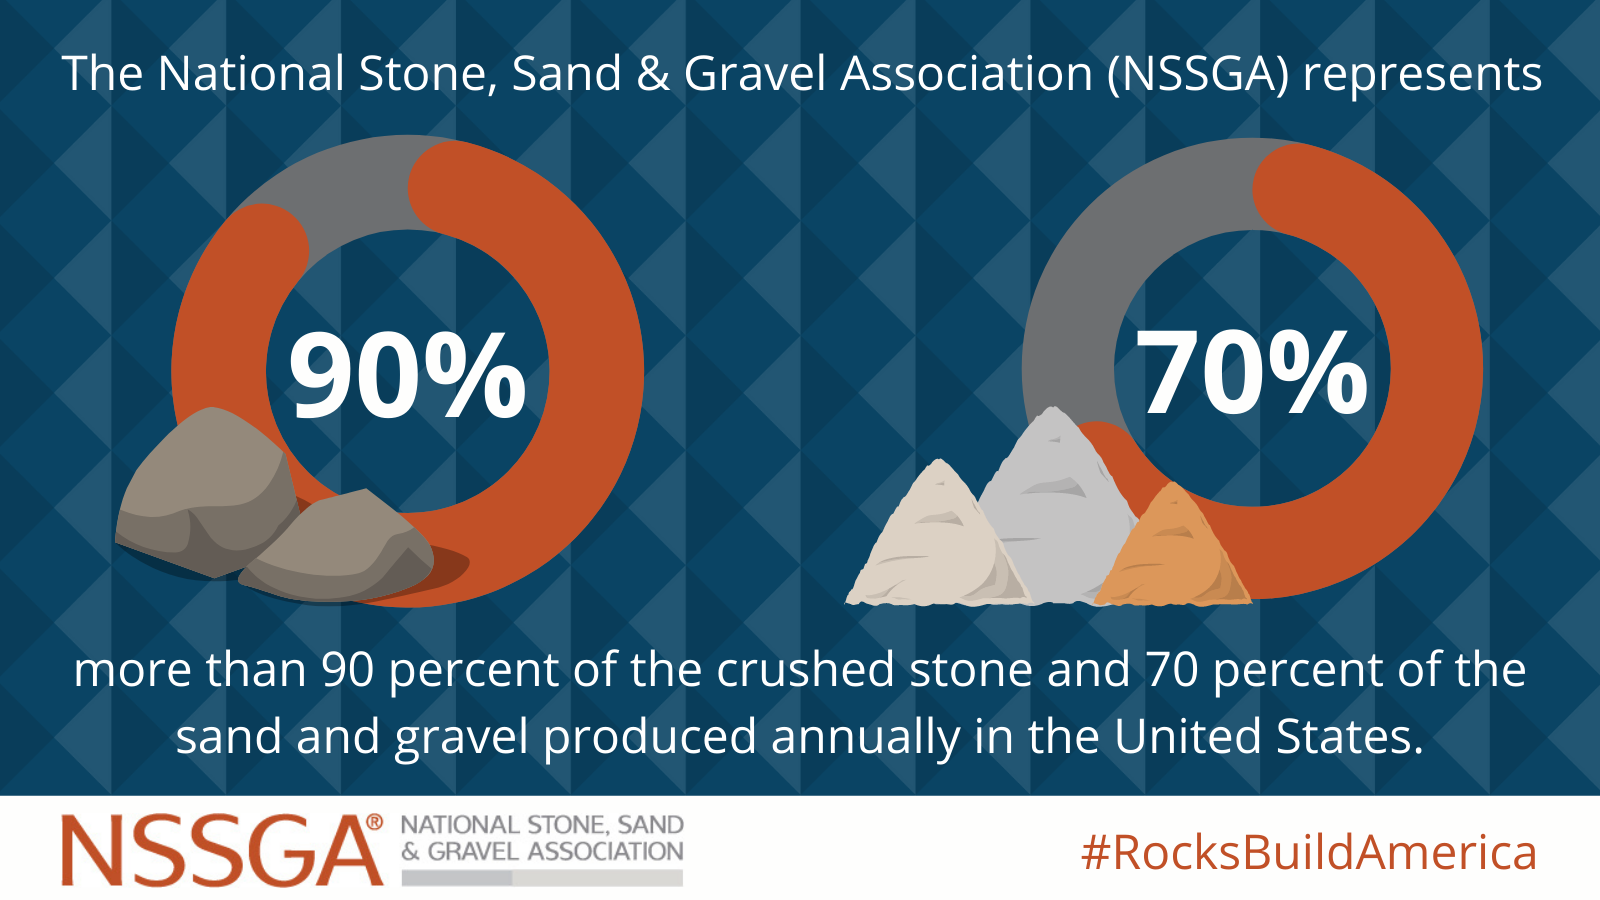 The National Stone, Sand & Gravel Association (NSSGA) represents
90%
70%
more than 90 percent of the crushed stone and 70 percent of the
sand and gravel produced annually in the United States.
NSSGA®
NATIONAL STONE, SAND
& GRAVEL ASSOCIATION
#RocksBuildAmerica